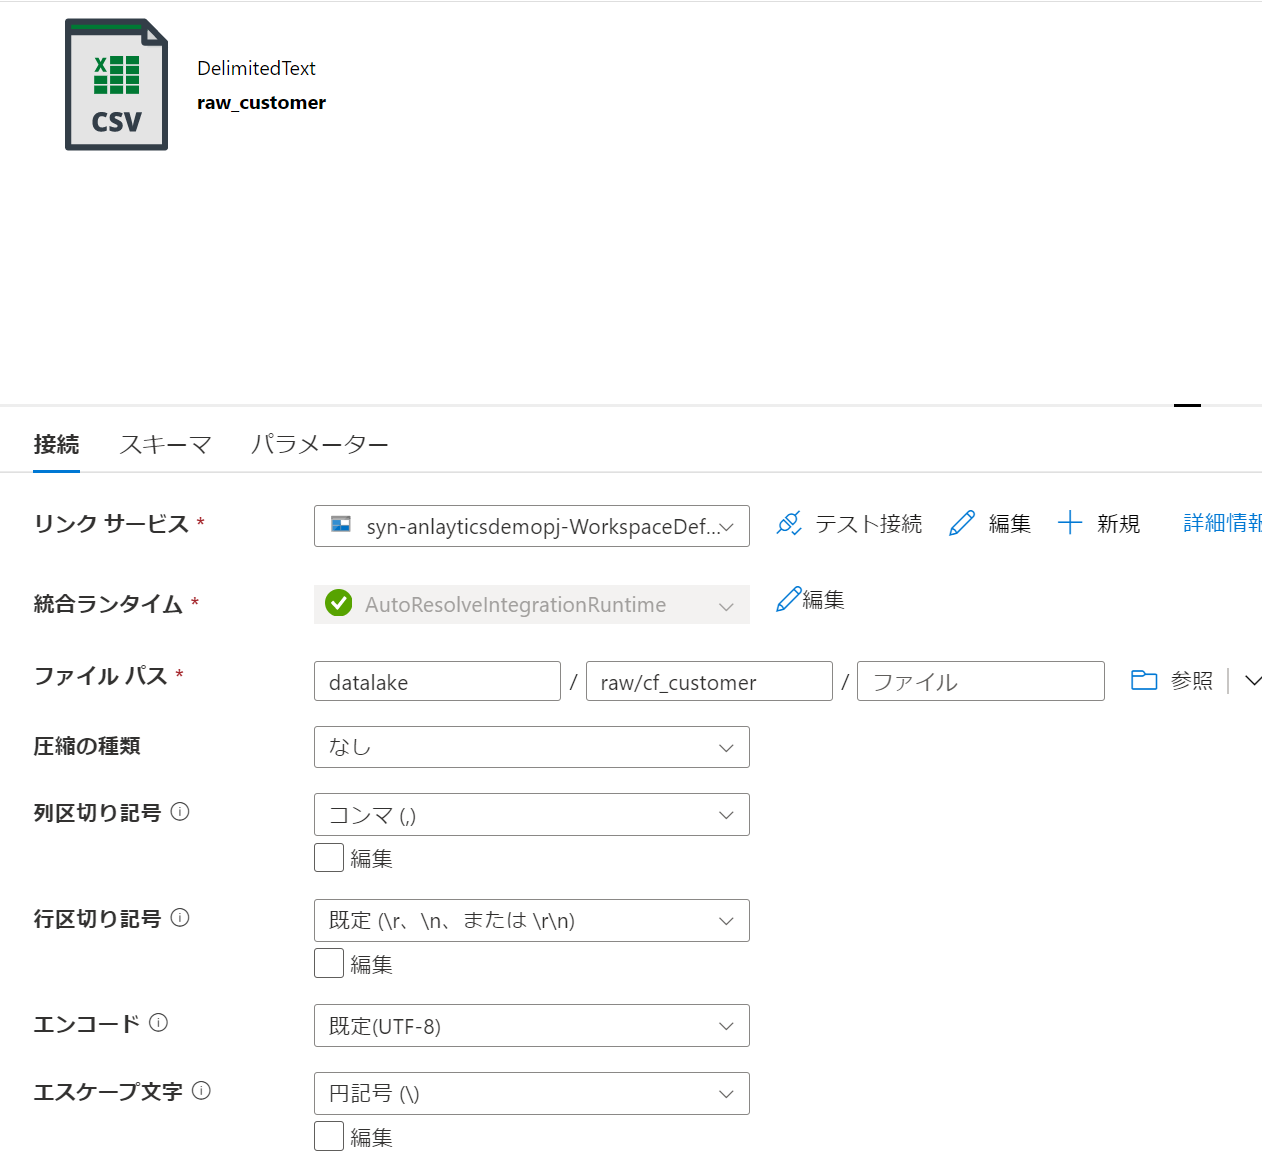 CSV
DelimitedText
raw_customer
接続 スキーマ パラメーター
リンク サービス * syn-anlayticsdemopj-WorkspaceDef... テスト接続 編集 新規 詳細情報
統合ランタイム * AutoResolveIntegrationRuntime 編集
ファイル パス * datalake / raw/cf_customer / ファイル 参照
圧縮の種類 なし
列区切り記号 コンマ (,)
編集
行区切り記号 既定 (\r、\n、または \r\n)
編集
エンコード 既定(UTF-8)
エスケープ文字 円記号 (\)
編集